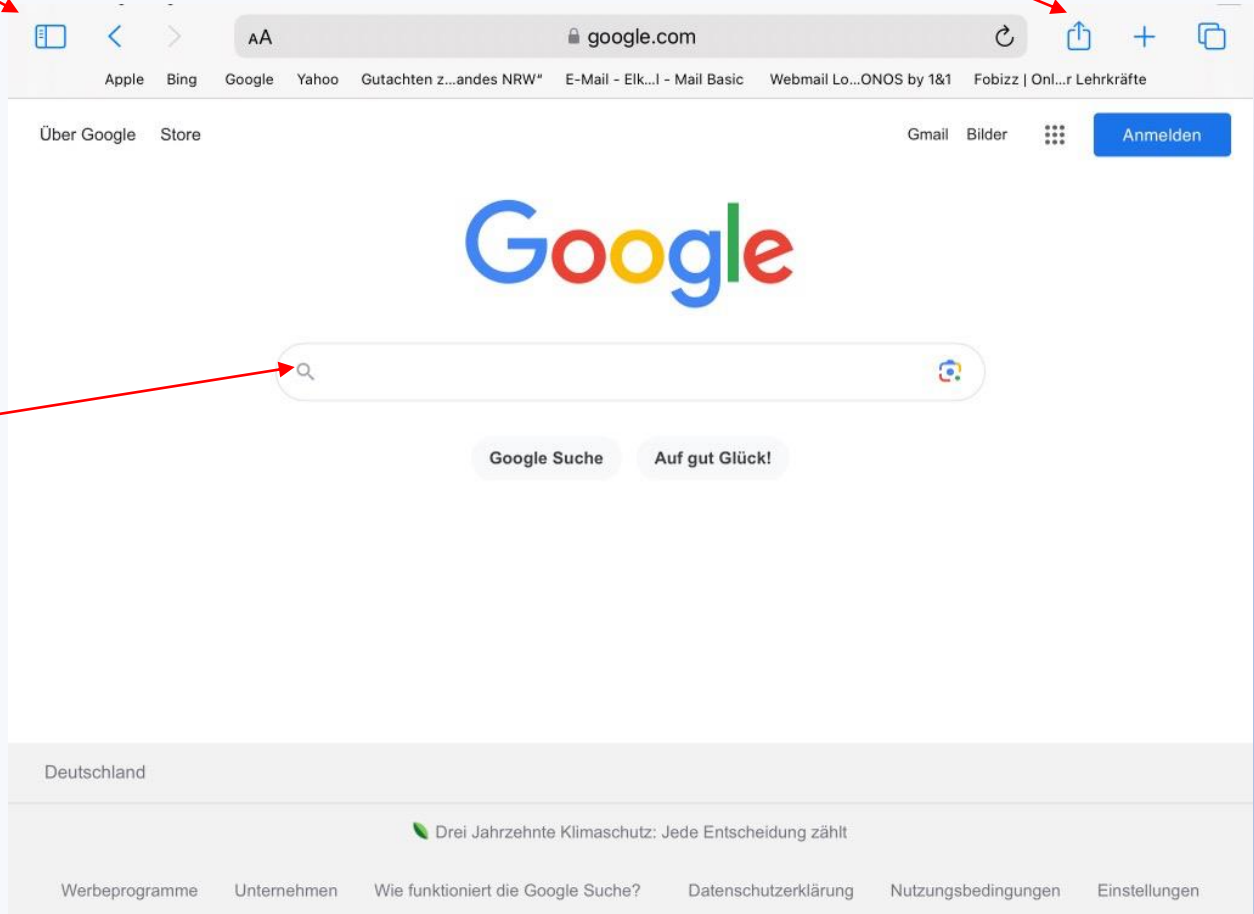 AA google.com
Apple Bing Google Yahoo Gutachten z...andes NRW“ E-Mail - Elk...l - Mail Basic Webmail Lo...ONOS by 1&1 Fobizz | Onl...r Lehrkräfte
Über Google Store Gmail Bilder Anmelden
Google
Google Suche Auf gut Glück!
Deutschland
Drei Jahrzehnte Klimaschutz: Jede Entscheidung zählt
Werbeprogramme Unternehmen Wie funktioniert die Google Suche? Datenschutzerklärung Nutzungsbedingungen Einstellungen